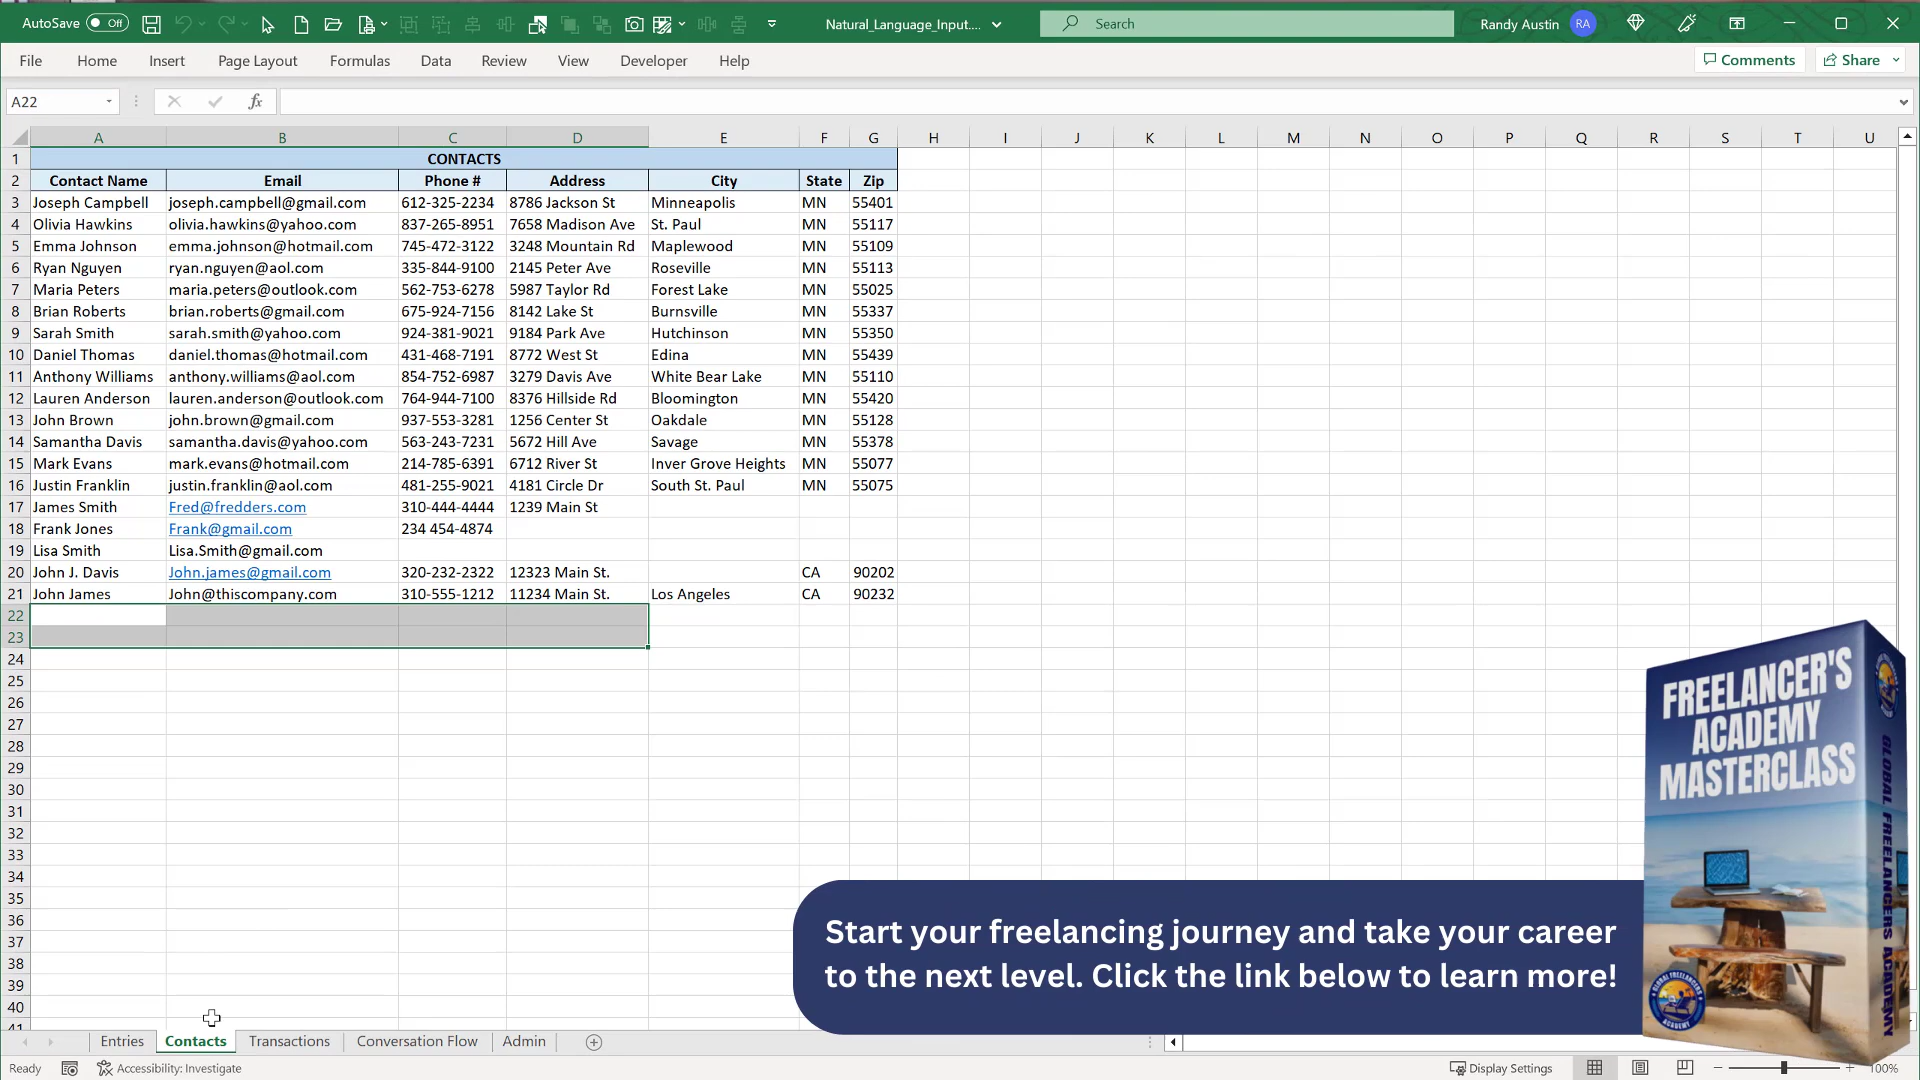 AutoSave Off Natural_Language_Input.... Search Randy Austin RA
File Home Insert Page Layout Formulas Data Review View Developer Help Comments Share
A22 fx
A B C D E F G H I J K L M N O P Q R S T U
1 CONTACTS
2 Contact Name Email Phone # Address City State Zip
3 Joseph Campbell joseph.campbell@gmail.com 612-325-2234 8786 Jackson St Minneapolis MN 55401
4 Olivia Hawkins olivia.hawkins@yahoo.com 837-265-8951 7658 Madison Ave St. Paul MN 55117
5 Emma Johnson emma.johnson@hotmail.com 745-472-3122 3248 Mountain Rd Maplewood MN 55109
6 Ryan Nguyen ryan.nguyen@aol.com 335-844-9100 2145 Peter Ave Roseville MN 55113
7 Maria Peters maria.peters@outlook.com 562-753-6278 5987 Taylor Rd Forest Lake MN 55025
8 Brian Roberts brian.roberts@gmail.com 675-924-7156 8142 Lake St Burnsville MN 55337
9 Sarah Smith sarah.smith@yahoo.com 924-381-9021 9184 Park Ave Hutchinson MN 55350
10 Daniel Thomas daniel.thomas@hotmail.com 431-468-7191 8772 West St Edina MN 55439
11 Anthony Williams anthony.williams@aol.com 854-752-6987 3279 Davis Ave White Bear Lake MN 55110
12 Lauren Anderson lauren.anderson@outlook.com 764-944-7100 8376 Hillside Rd Bloomington MN 55420
13 John Brown john.brown@gmail.com 937-553-3281 1256 Center St Oakdale MN 55128
14 Samantha Davis samantha.davis@yahoo.com 563-243-7231 5672 Hill Ave Savage MN 55378
15 Mark Evans mark.evans@hotmail.com 214-785-6391 6712 River St Inver Grove Heights MN 55077
16 Justin Franklin justin.franklin@aol.com 481-255-9021 4181 Circle Dr South St. Paul MN 55075
17 James Smith Fred@fredders.com 310-444-4444 1239 Main St
18 Frank Jones Frank@gmail.com 234 454-4874
19 Lisa Smith Lisa.Smith@gmail.com
20 John J. Davis John.james@gmail.com 320-232-2322 12323 Main St. CA 90202
21 John James John@thiscompany.com 310-555-1212 11234 Main St. Los Angeles CA 90232
22
23
24
25
26
27
28
29
30
31
32
33
34
35
36
37
38
39
40
41
FREELANCER'S
ACADEMY
MASTERCLASS
GLOBAL FREELANCERS ACADEMY
Start your freelancing journey and take your career
to the next level. Click the link below to learn more!
Entries Contacts Transactions Conversation Flow Admin
Ready Accessibility: Investigate Display Settings 100%